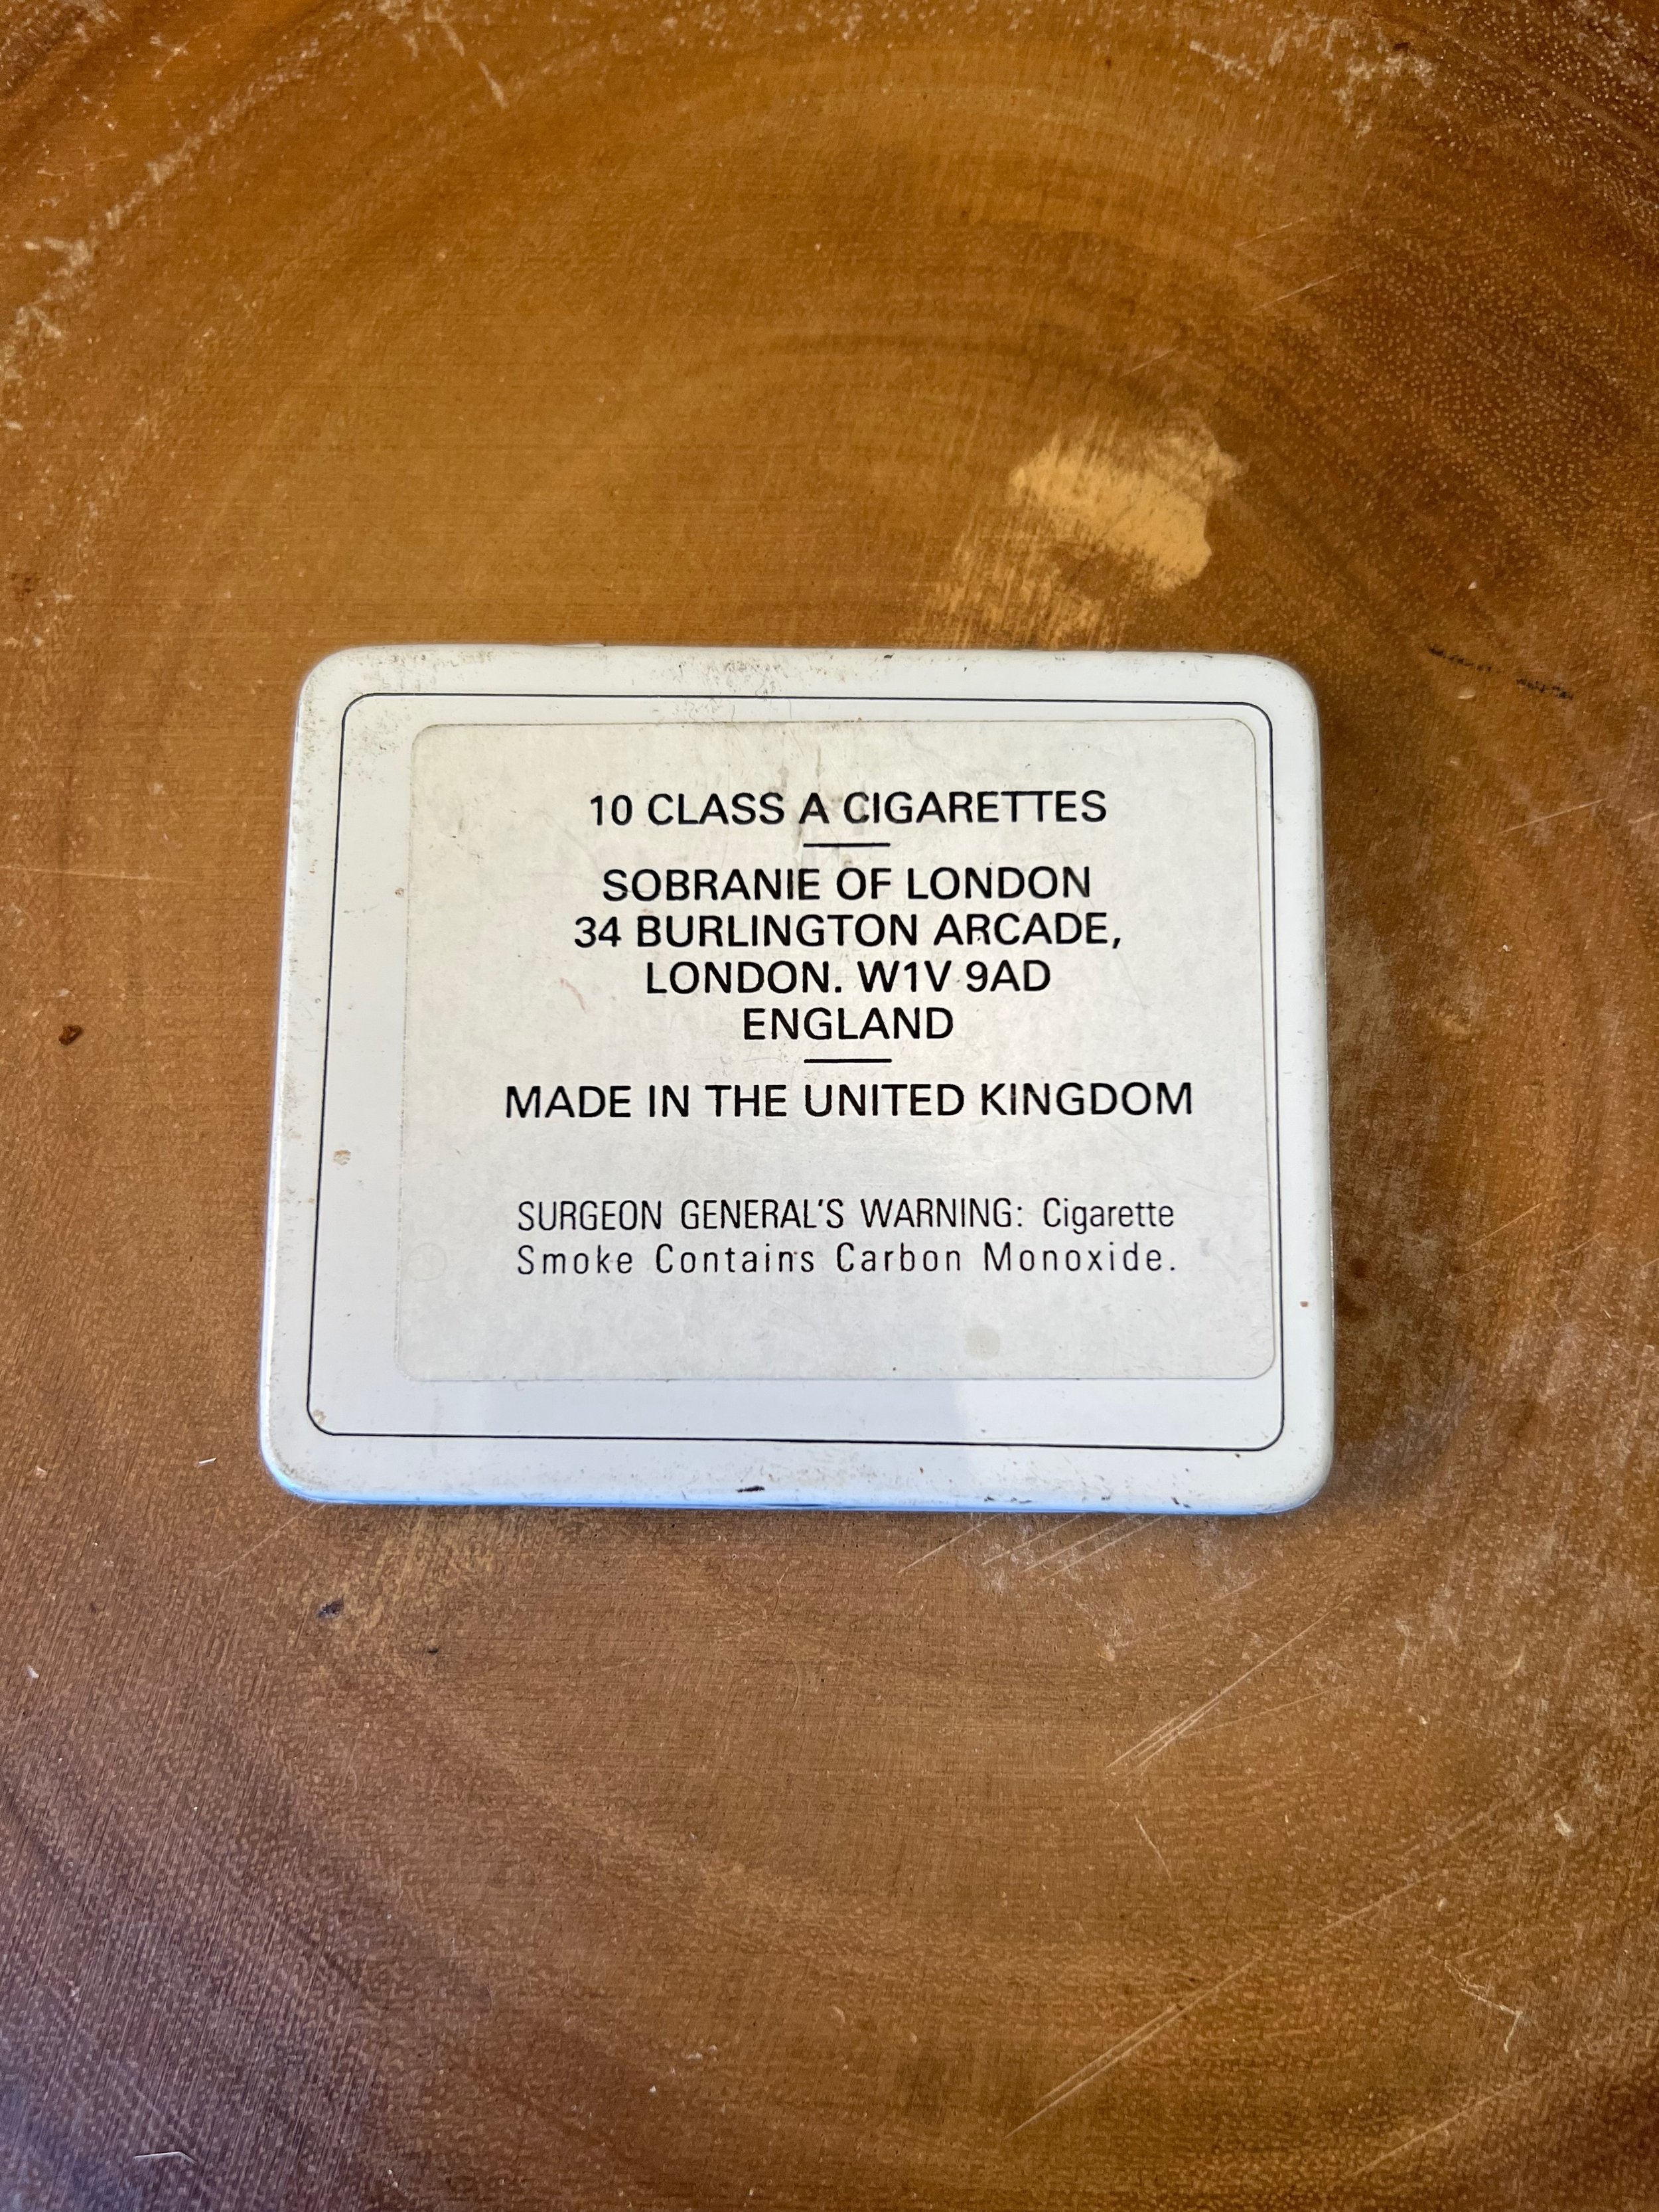 10 CLASS A CIGARETTES
SOBRANIE OF LONDON
34 BURLINGTON ARCADE,
LONDON. W1V 9AD
ENGLAND
MADE IN THE UNITED KINGDOM
SURGEON GENERAL'S WARNING: Cigarette
Smoke Contains Carbon Monoxide.